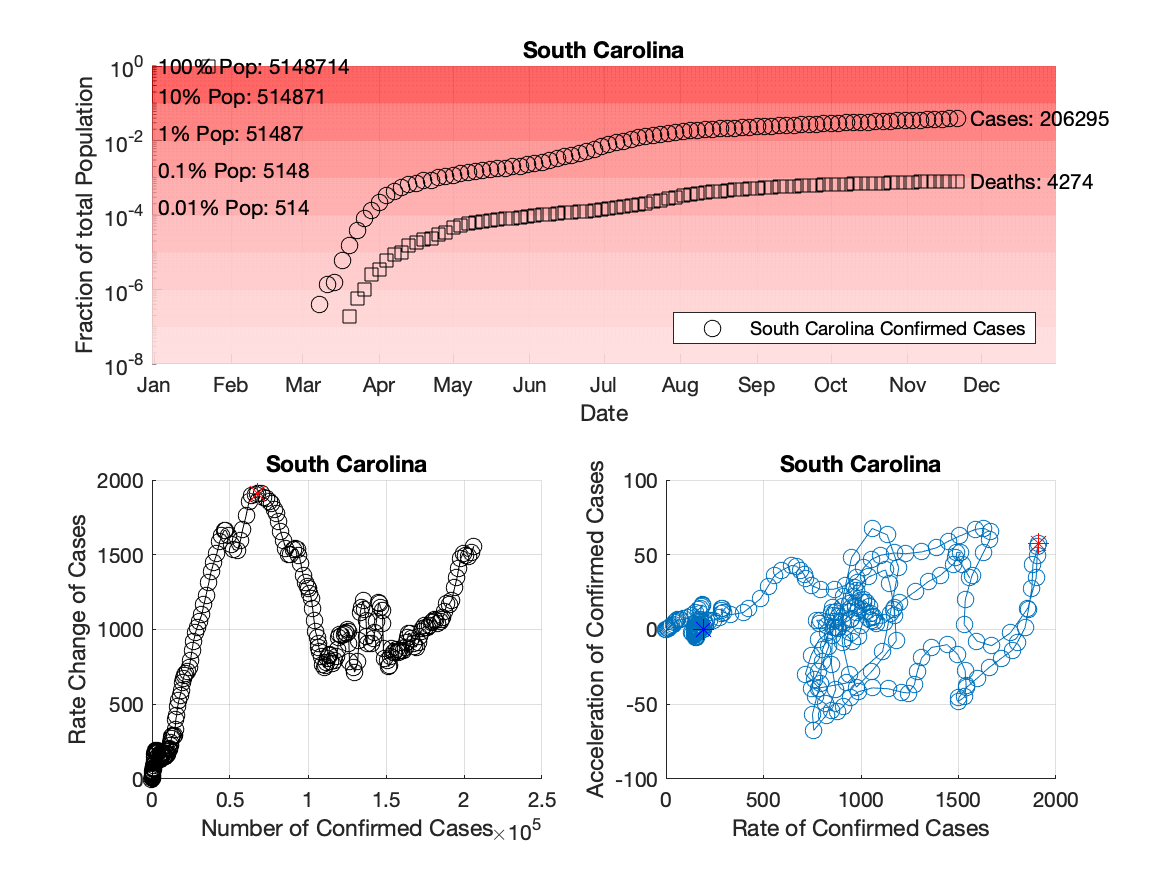 South Carolina
Fraction of total Population
10^0
10^-2
10^-4
10^-6
10^-8
100% Pop: 5148714
10% Pop: 514871
1% Pop: 51487
0.1% Pop: 5148
0.01% Pop: 514
Cases: 206295
Deaths: 4274
South Carolina Confirmed Cases
Jan Feb Mar Apr May Jun Jul Aug Sep Oct Nov Dec
Date
South Carolina
Rate Change of Cases
2000
1500
1000
500
0
0 0.5 1 1.5 2 2.5
Number of Confirmed Cases ×10^5
South Carolina
Acceleration of Confirmed Cases
100
50
0
-50
-100
0 500 1000 1500 2000
Rate of Confirmed Cases